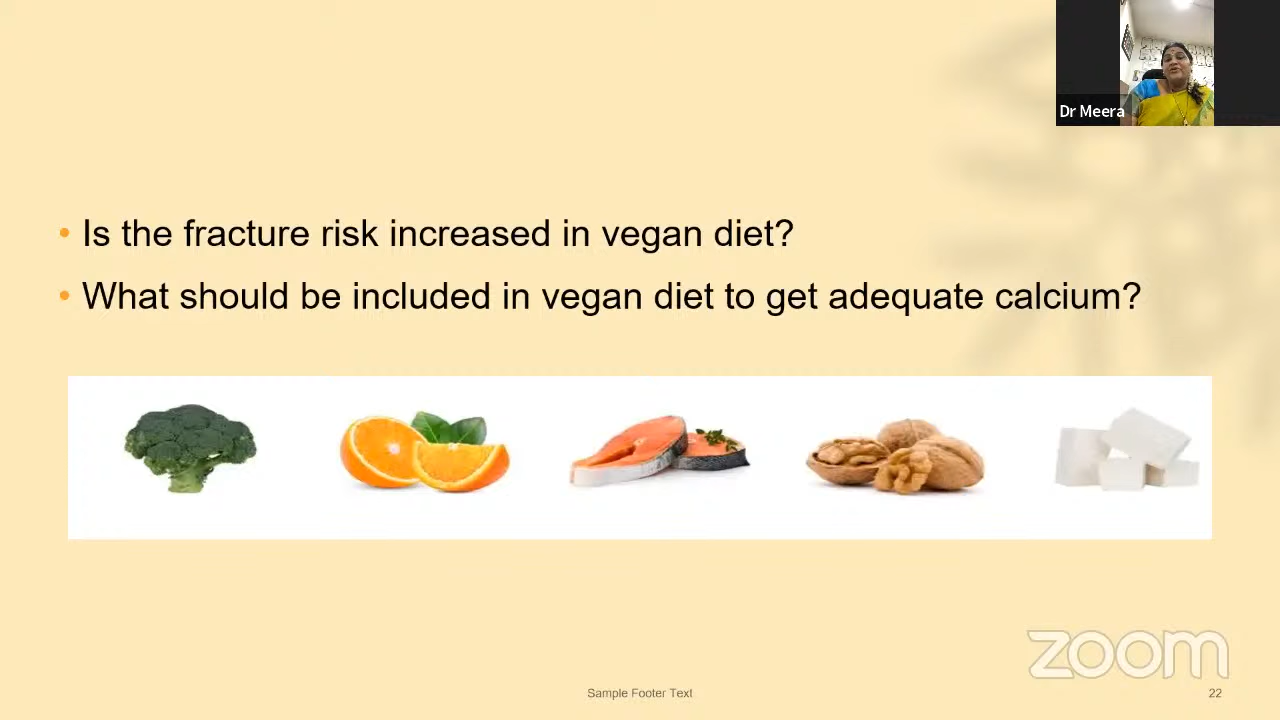 Dr Meera
• Is the fracture risk increased in vegan diet?
• What should be included in vegan diet to get adequate calcium?
zoom
Sample Footer Text
22